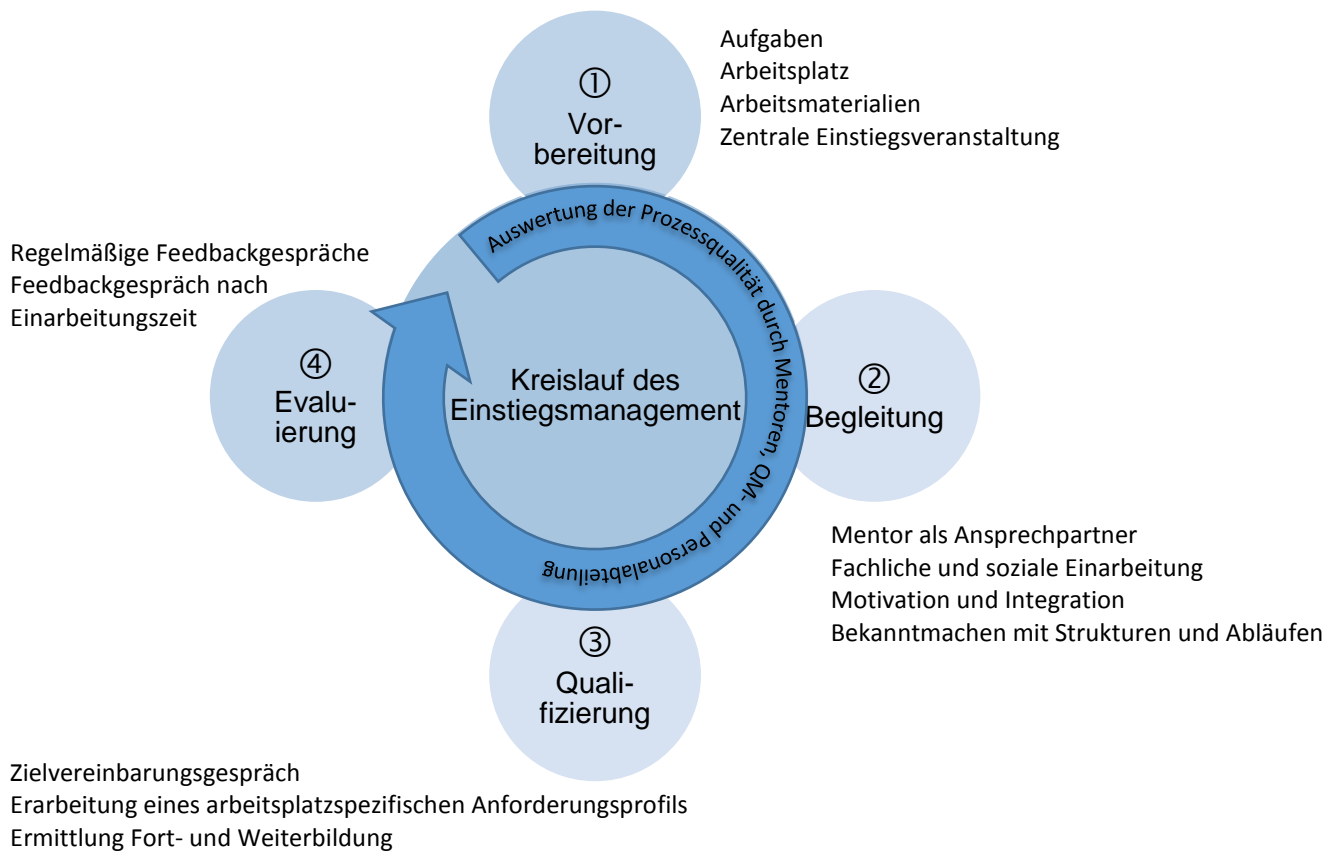 Aufgaben
Arbeitsplatz
Arbeitsmaterialien
Zentrale Einstiegsveranstaltung
①
Vor-
bereitung
Auswertung der Prozessqualität durch Mentoren, QM- und Personalabteilung
Regelmäßige Feedbackgespräche
Feedbackgespräch nach
Einarbeitungszeit
④
Evalu-
ierung
Kreislauf des
Einstiegsmanagement
②
Begleitung
Mentor als Ansprechpartner
Fachliche und soziale Einarbeitung
Motivation und Integration
Bekanntmachen mit Strukturen und Abläufen
③
Quali-
fizierung
Zielvereinbarungsgespräch
Erarbeitung eines arbeitsplatzspezifischen Anforderungsprofils
Ermittlung Fort- und Weiterbildung